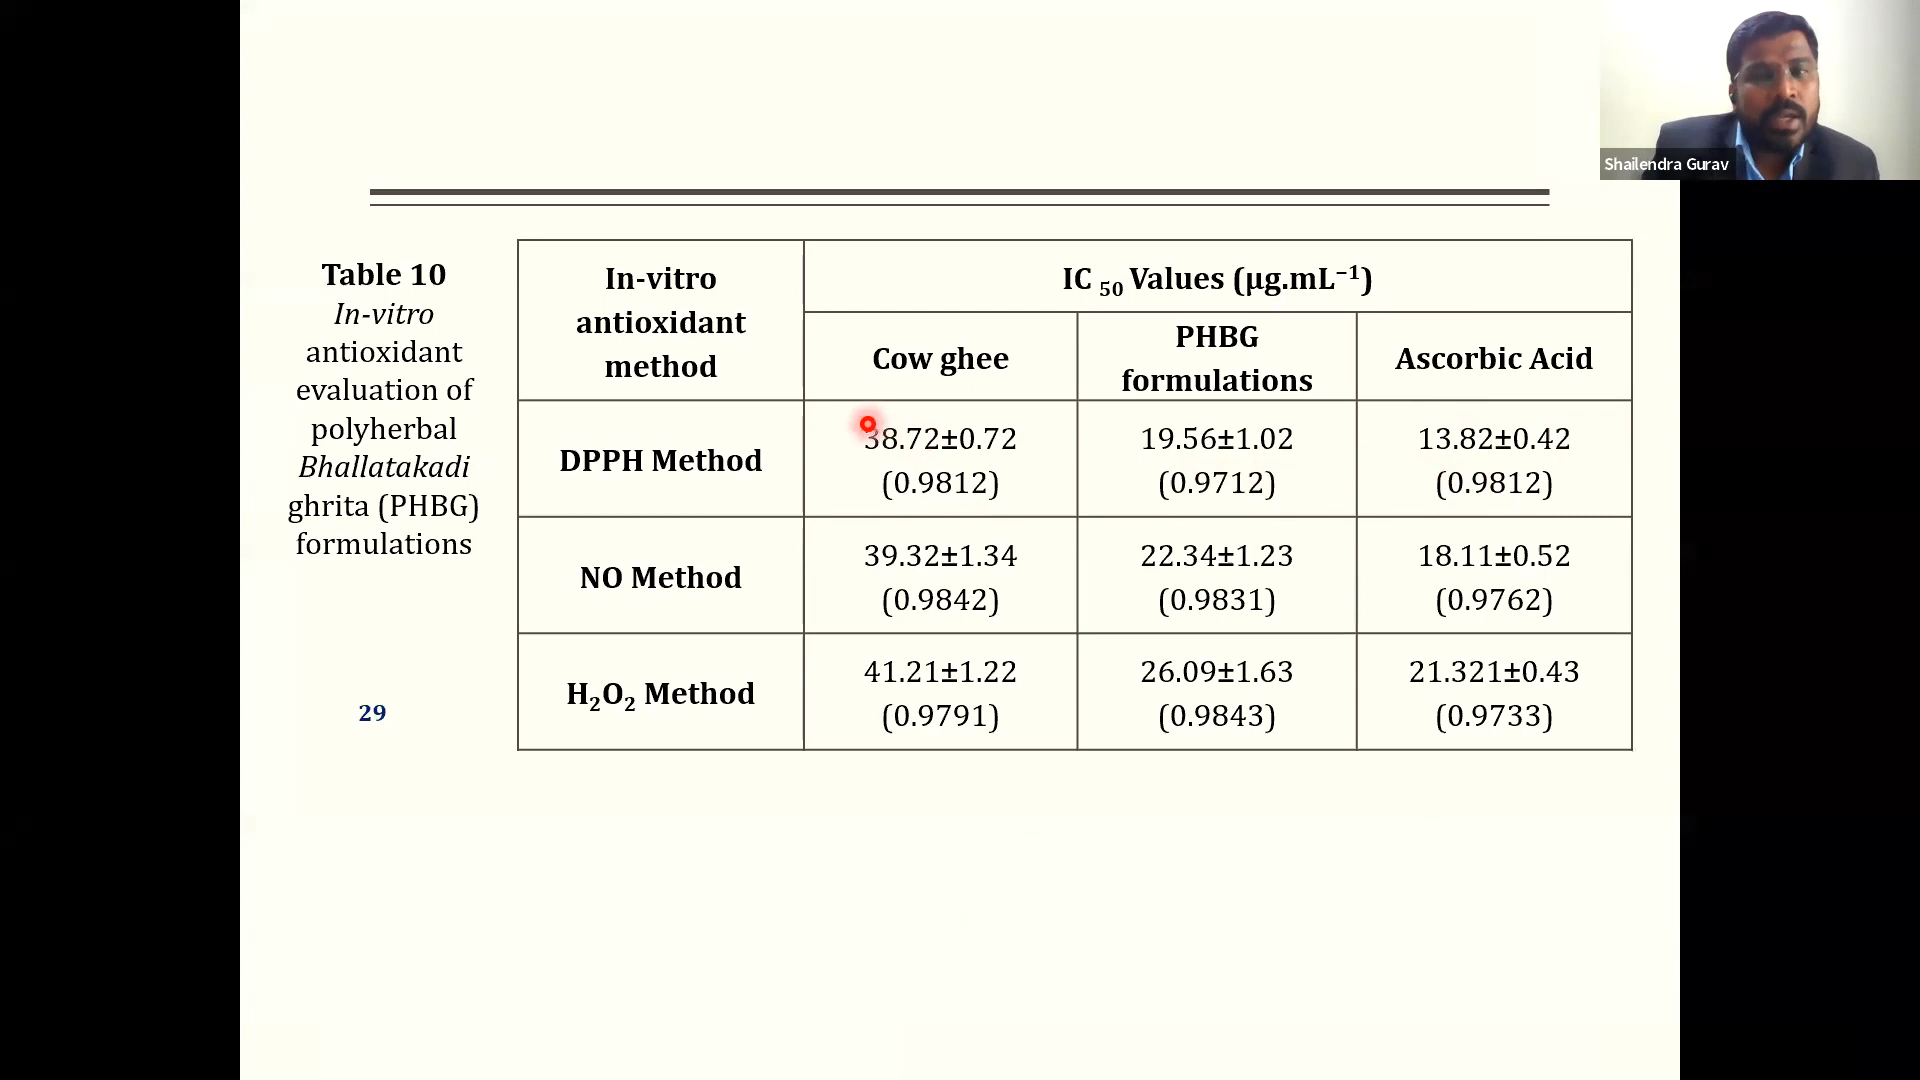 Shailendra Gurav
Table 10
In-vitro
antioxidant
evaluation of
polyherbal
Bhallatakadi
ghrita (PHBG)
formulations
29
In-vitro
antioxidant
method
IC 50 Values (µg.mL⁻¹)
Cow ghee
PHBG
formulations
Ascorbic Acid
DPPH Method
38.72±0.72
(0.9812)
19.56±1.02
(0.9712)
13.82±0.42
(0.9812)
NO Method
39.32±1.34
(0.9842)
22.34±1.23
(0.9831)
18.11±0.52
(0.9762)
H₂O₂ Method
41.21±1.22
(0.9791)
26.09±1.63
(0.9843)
21.321±0.43
(0.9733)